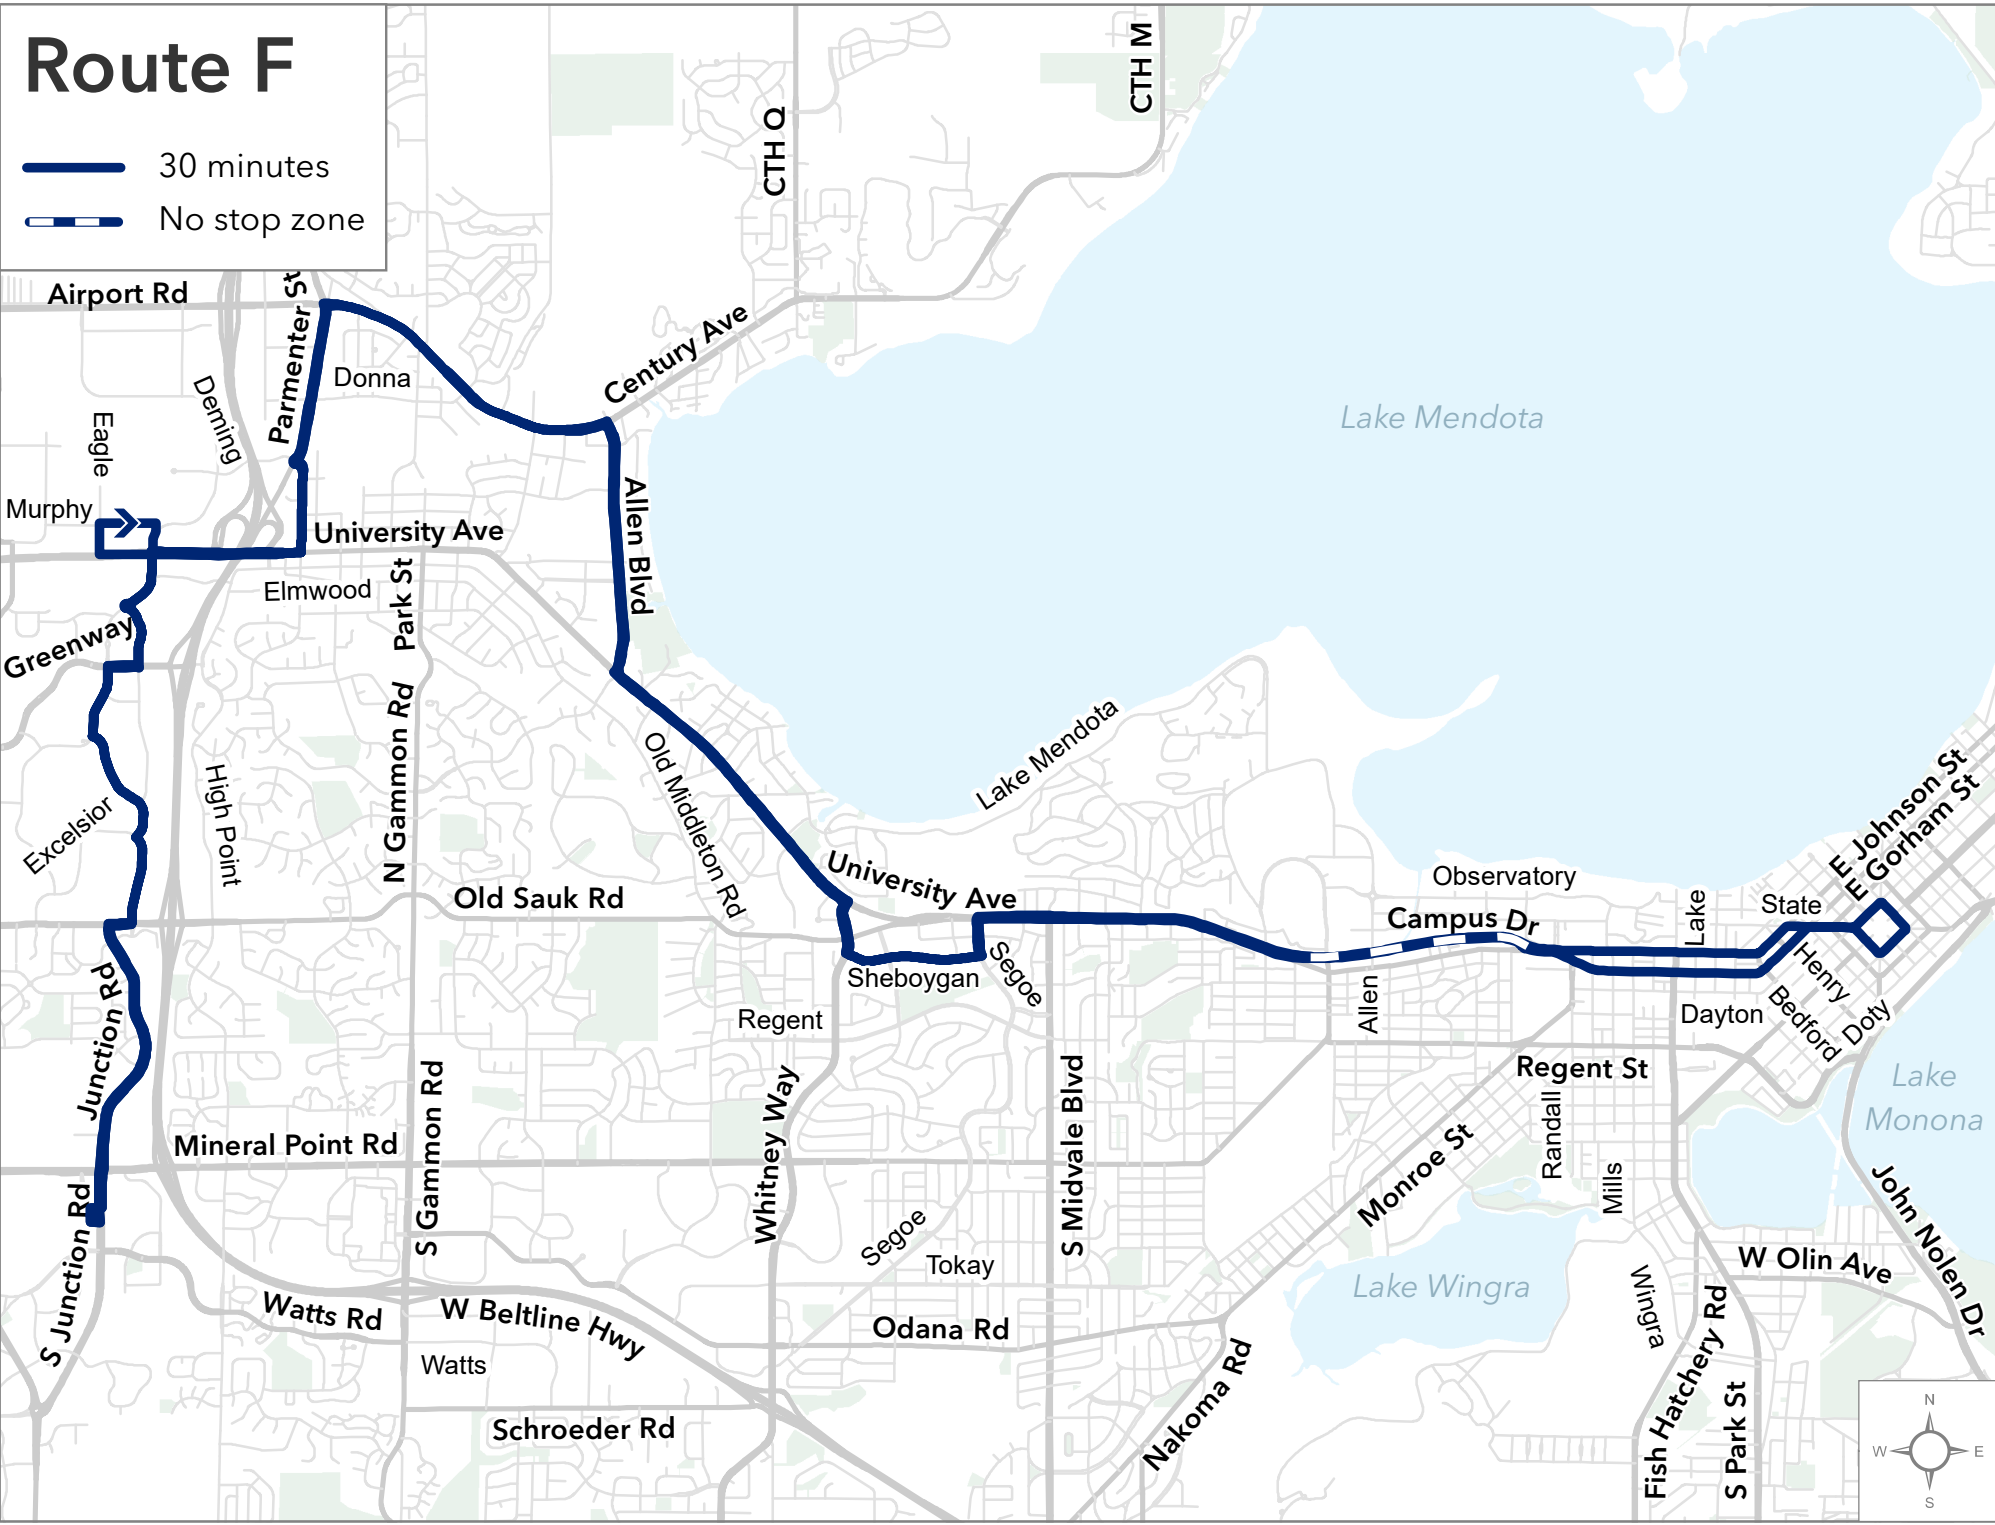 Route F
30 minutes
No stop zone
CTH M
CTH Q
Airport Rd
Parmenter St
Century Ave
Donna
Deming
Eagle
Lake Mendota
Murphy
University Ave
Allen Blvd
Elmwood
Park St
Greenway
N Gammon Rd
High Point
Excelsior
Old Middleton Rd
Lake Mendota
E Johnson St
E Gorham St
University Ave
Old Sauk Rd
Observatory
Campus Dr
Lake
State
Sheboygan
Segoe
Henry
Junction Rd
Regent
Allen
Dayton
Bedford
Doty
Regent St
Lake
Monona
S Gammon Rd
Whitney Way
S Midvale Blvd
Mineral Point Rd
Monroe St
Randall
Mills
John Nolen Dr
S Junction Rd
Segoe
Tokay
W Olin Ave
Lake Wingra
Wingra
Watts Rd
W Beltline Hwy
Odana Rd
Fish Hatchery Rd
Watts
Nakoma Rd
S Park St
Schroeder Rd
N
W
E
S